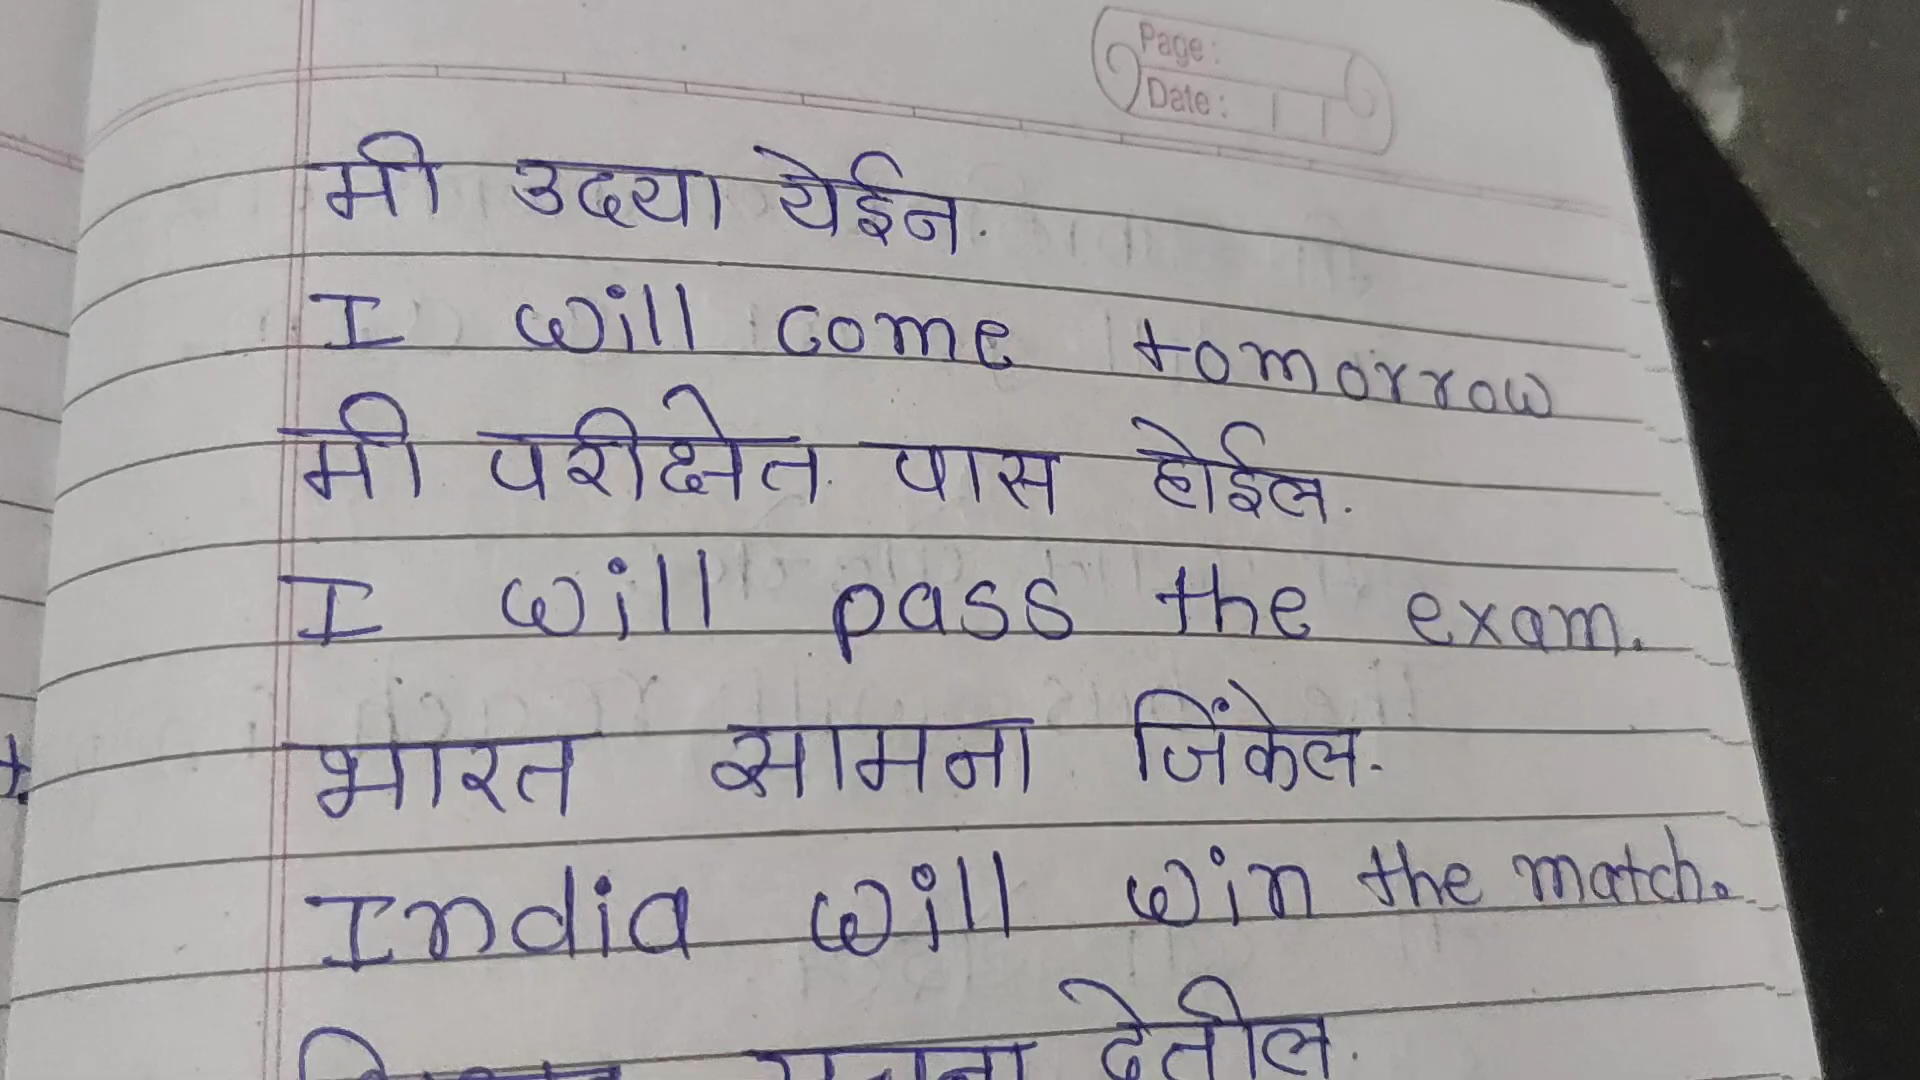 Page:
Date:
मी उदया येईन.
I will come tomorrow
मी परीक्षेत पास होईल.
I will pass the exam.
भारत सामना जिंकेल.
India will win the match.
देतील.